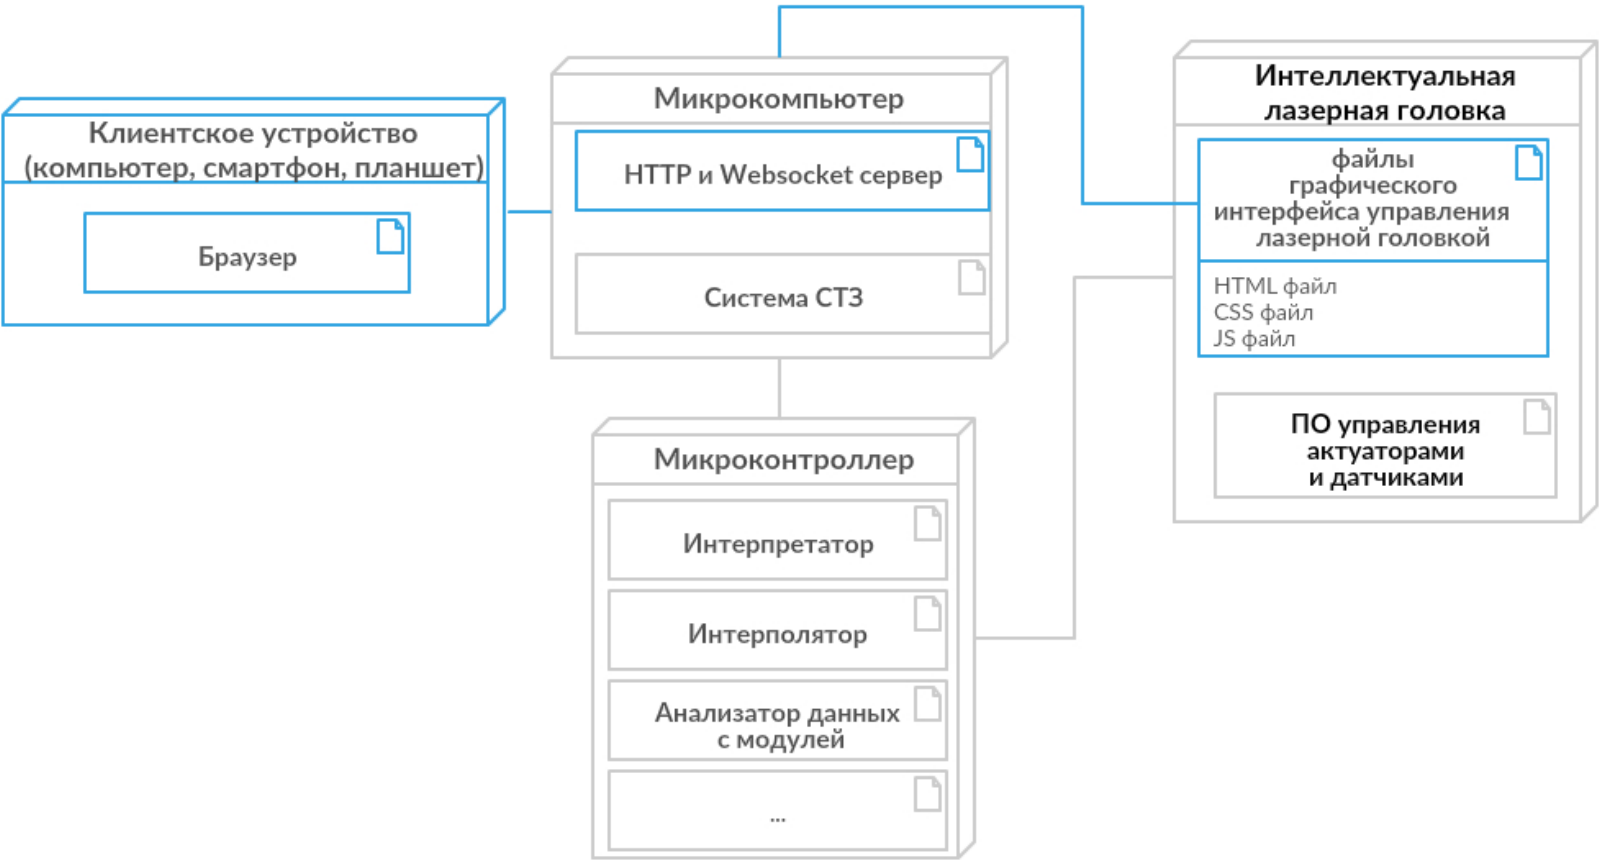 Клиентское устройство
(компьютер, смартфон, планшет)
Браузер
Микрокомпьютер
HTTP и Websocket сервер
Система СТЗ
Микроконтроллер
Интерпретатор
Интерполятор
Анализатор данных
с модулей
...
Интеллектуальная
лазерная головка
файлы
графического
интерфейса управления
лазерной головкой
HTML файл
CSS файл
JS файл
ПО управления
актуаторами
и датчиками